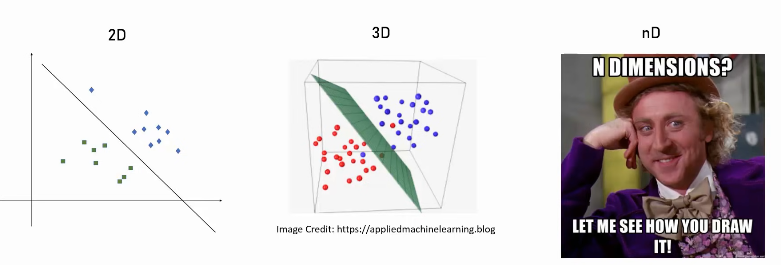 2D
3D
nD
N DIMENSIONS?
LET ME SEE HOW YOU DRAW
IT!
Image Credit: https://appliedmachinelearning.blog